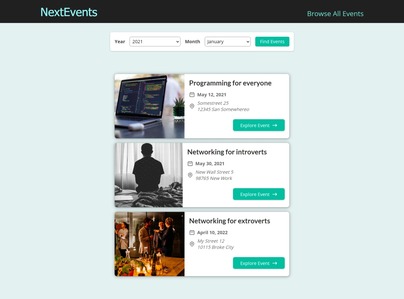 NextEvents
Browse All Events
Year 2021 Month January Find Events
Programming for everyone
May 12, 2021
Somestreet 25
12345 San Somewhereo
Explore Event →
Networking for introverts
May 30, 2021
New Wall Street 5
98765 New Work
Explore Event →
Networking for extroverts
April 10, 2022
My Street 12
10115 Broke City
Explore Event →